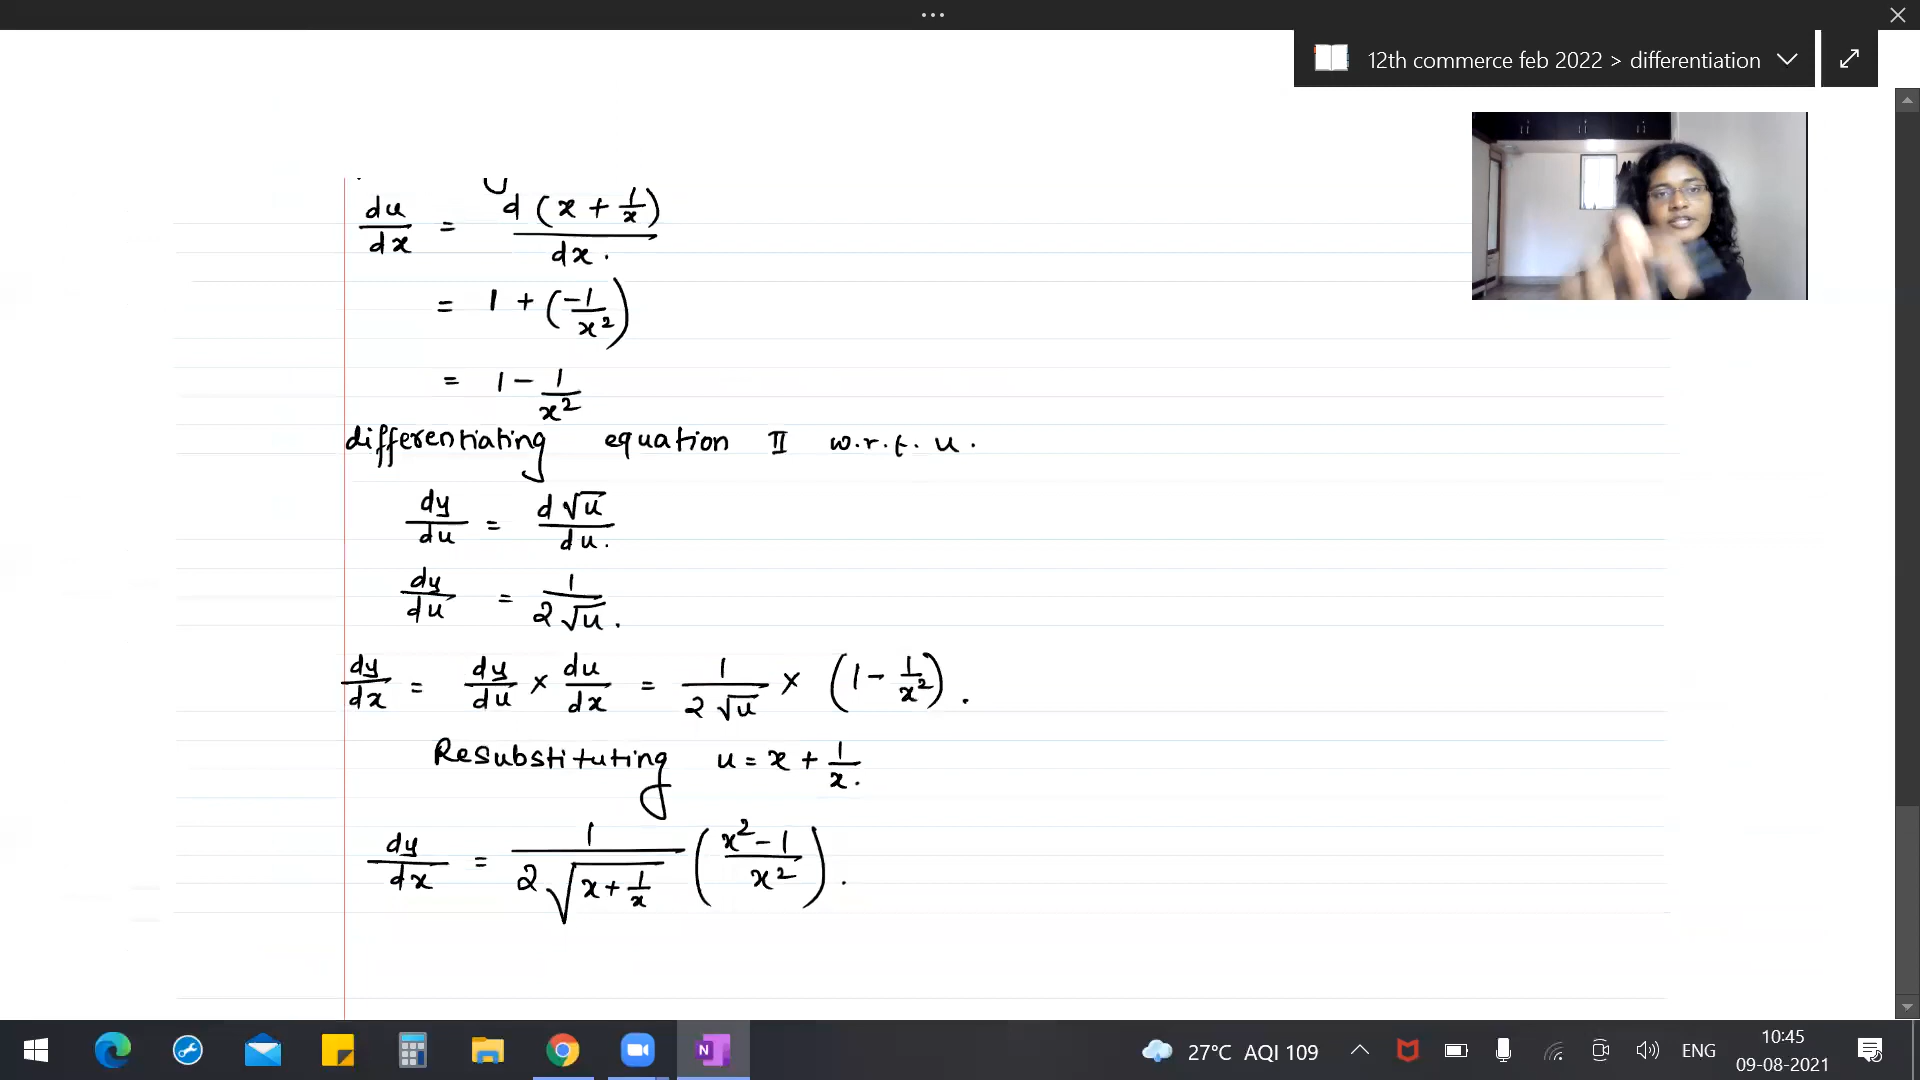 12th commerce feb 2022 > differentiation
du/dx = d(x + 1/x)/dx.
= 1 + (-1/x²)
= 1 - 1/x²
differentiating equation II w.r.t. u.
dy/du = d√u/du.
dy/du = 1/2√u.
dy/dx = dy/du × du/dx = 1/2√u × (1 - 1/x²).
Resubstituting u = x + 1/x.
dy/dx = 1/2√(x + 1/x) (x² - 1/x²).
27°C AQI 109
ENG
10:45
09-08-2021